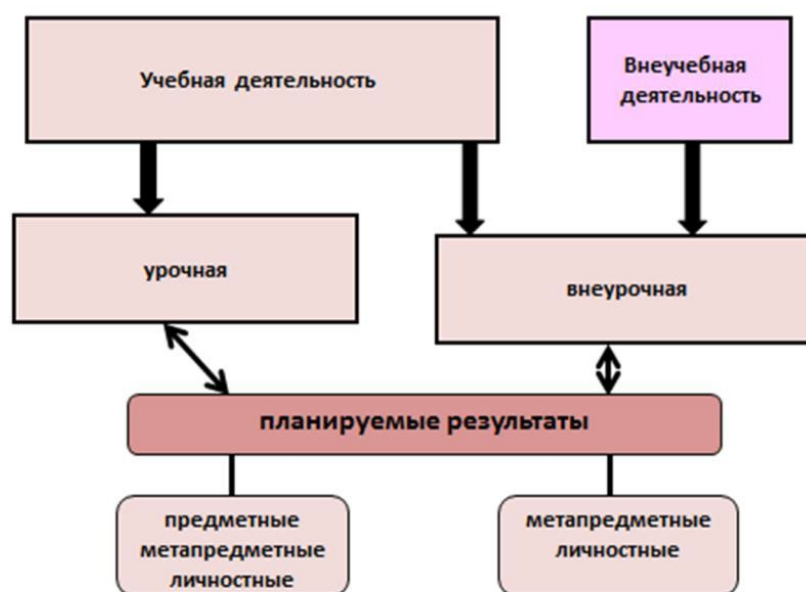 Учебная деятельность
Внеучебная
деятельность
урочная
внеурочная
планируемые результаты
предметные
метапредметные
личностные
метапредметные
личностные